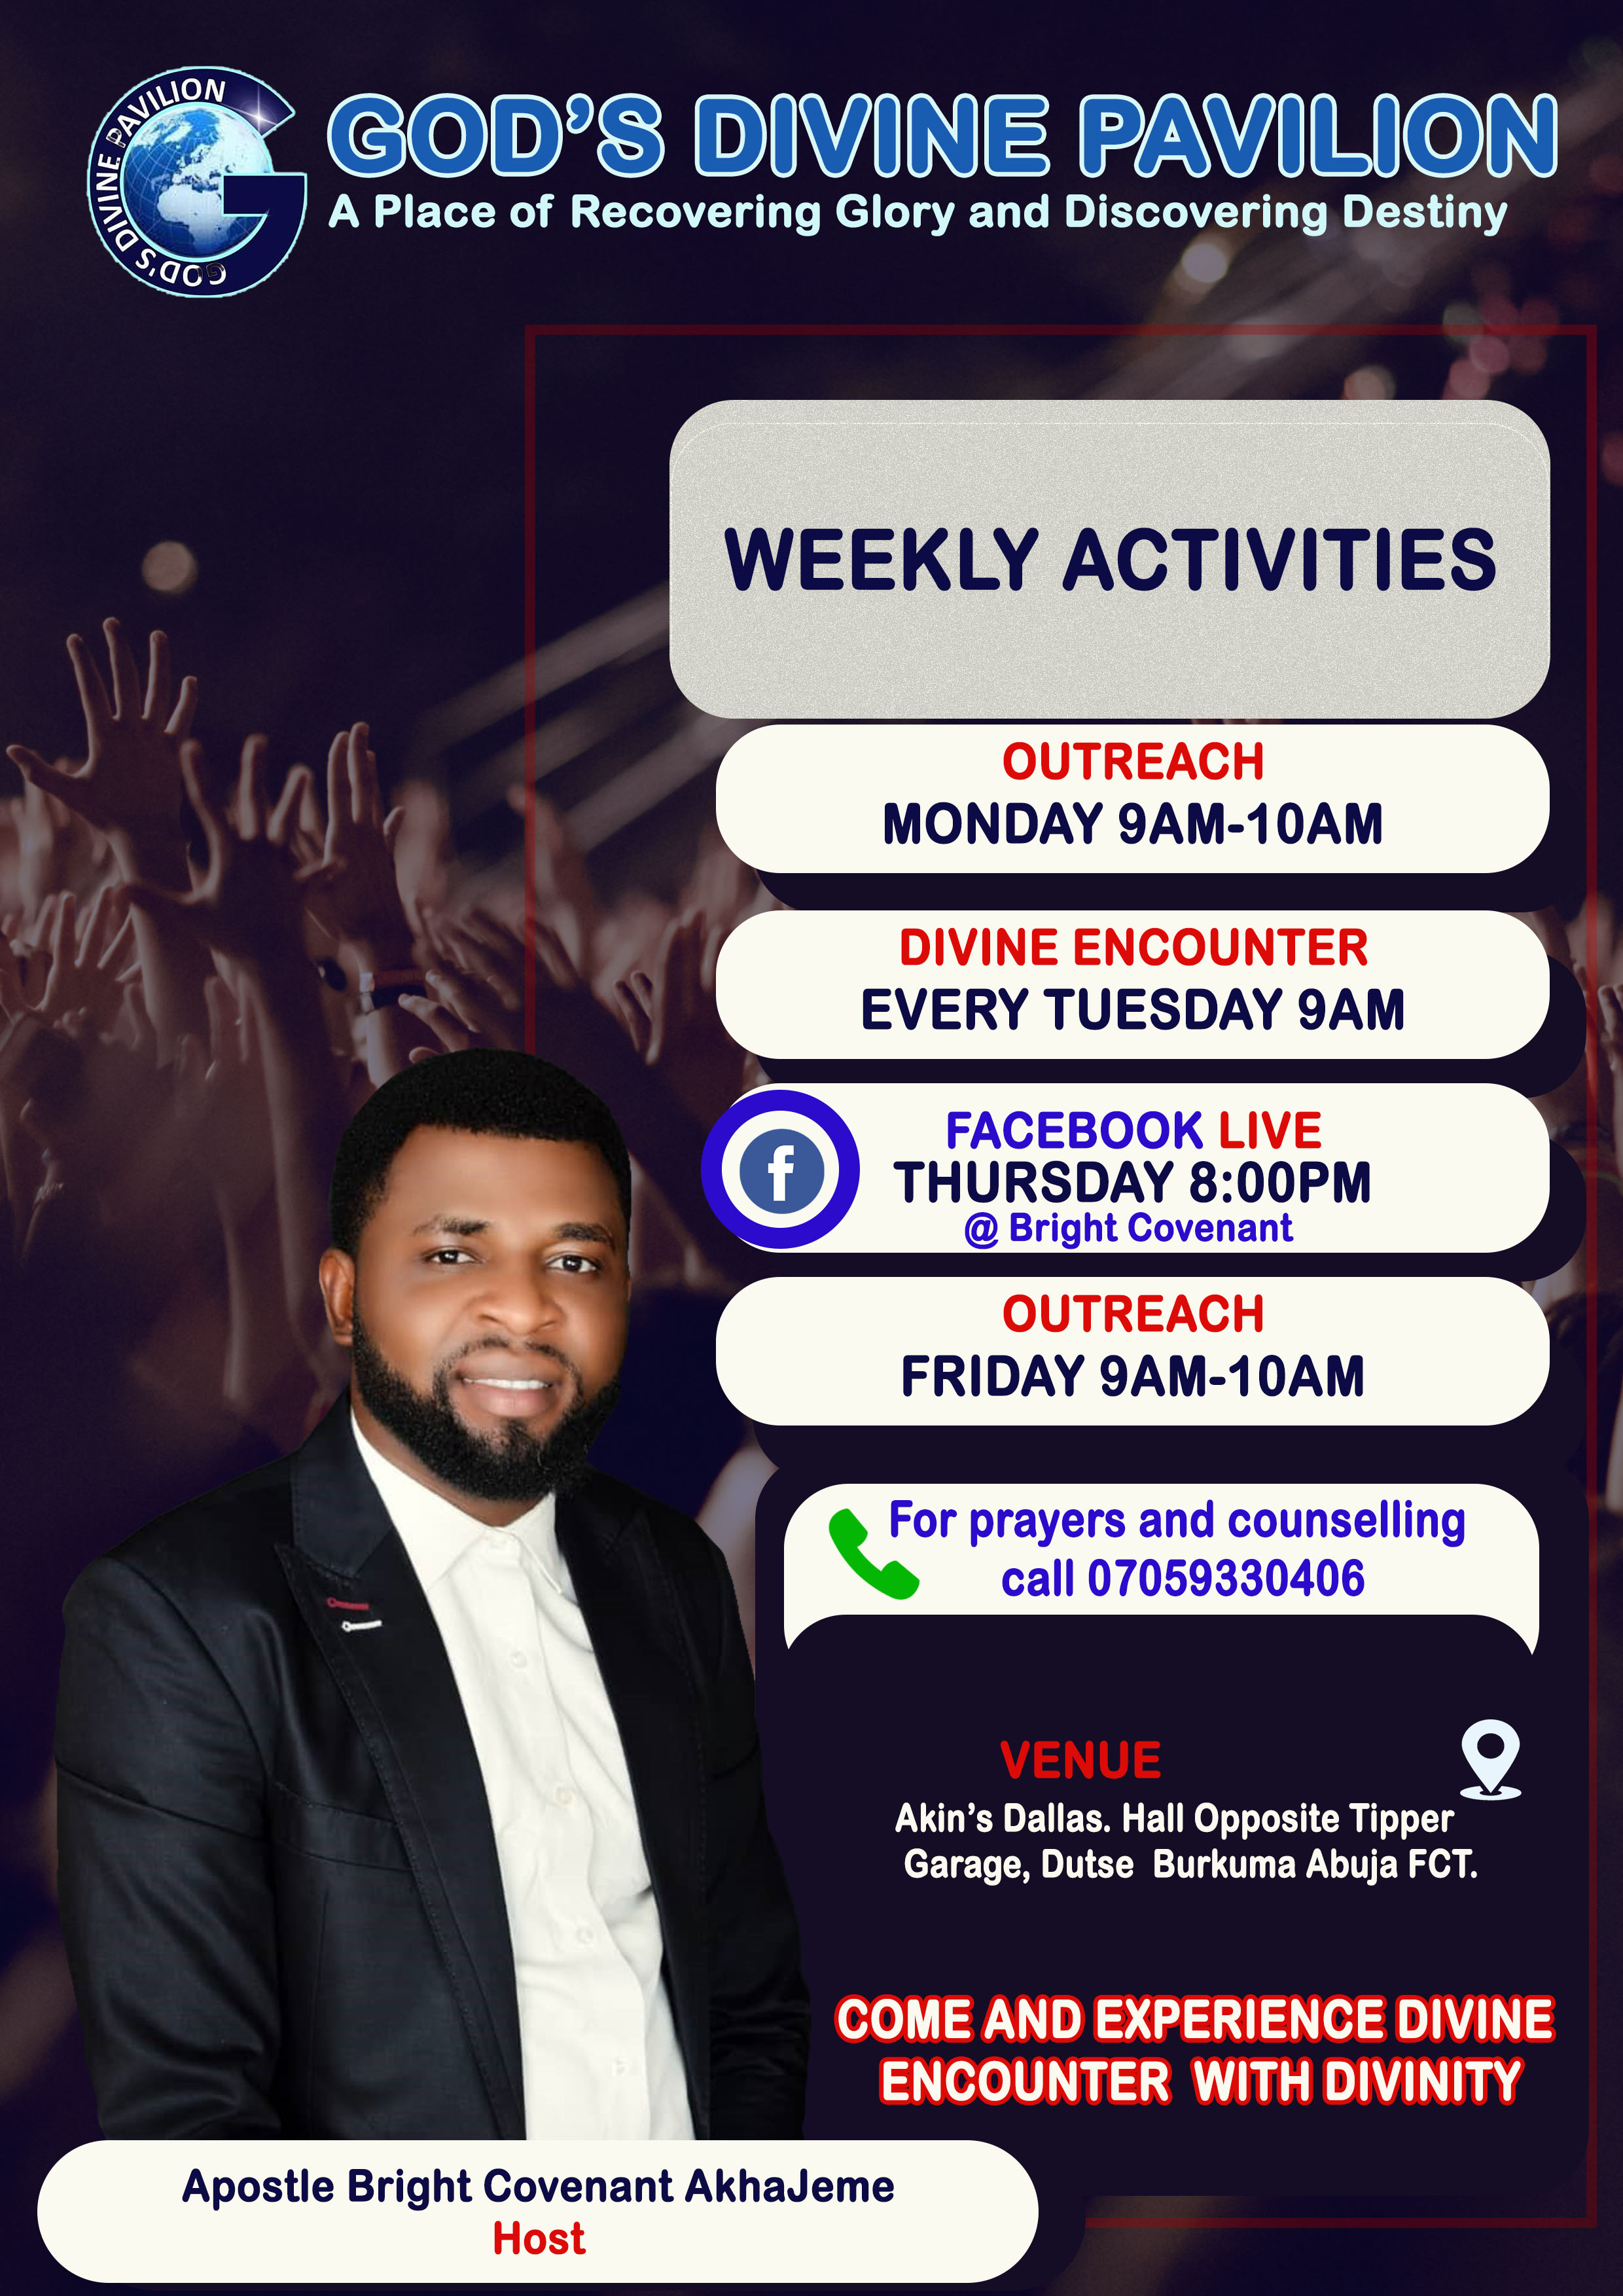 GOD'S DIVINE PAVILION
GOD’S DIVINE PAVILION
A Place of Recovering Glory and Discovering Destiny
WEEKLY ACTIVITIES
OUTREACH
MONDAY 9AM-10AM
DIVINE ENCOUNTER
EVERY TUESDAY 9AM
f
FACEBOOK LIVE
THURSDAY 8:00PM
@ Bright Covenant
OUTREACH
FRIDAY 9AM-10AM
For prayers and counselling
call 07059330406
VENUE
Akin’s Dallas. Hall Opposite Tipper
Garage, Dutse Burkuma Abuja FCT.
COME AND EXPERIENCE DIVINE
ENCOUNTER WITH DIVINITY
Apostle Bright Covenant AkhaJeme
Host